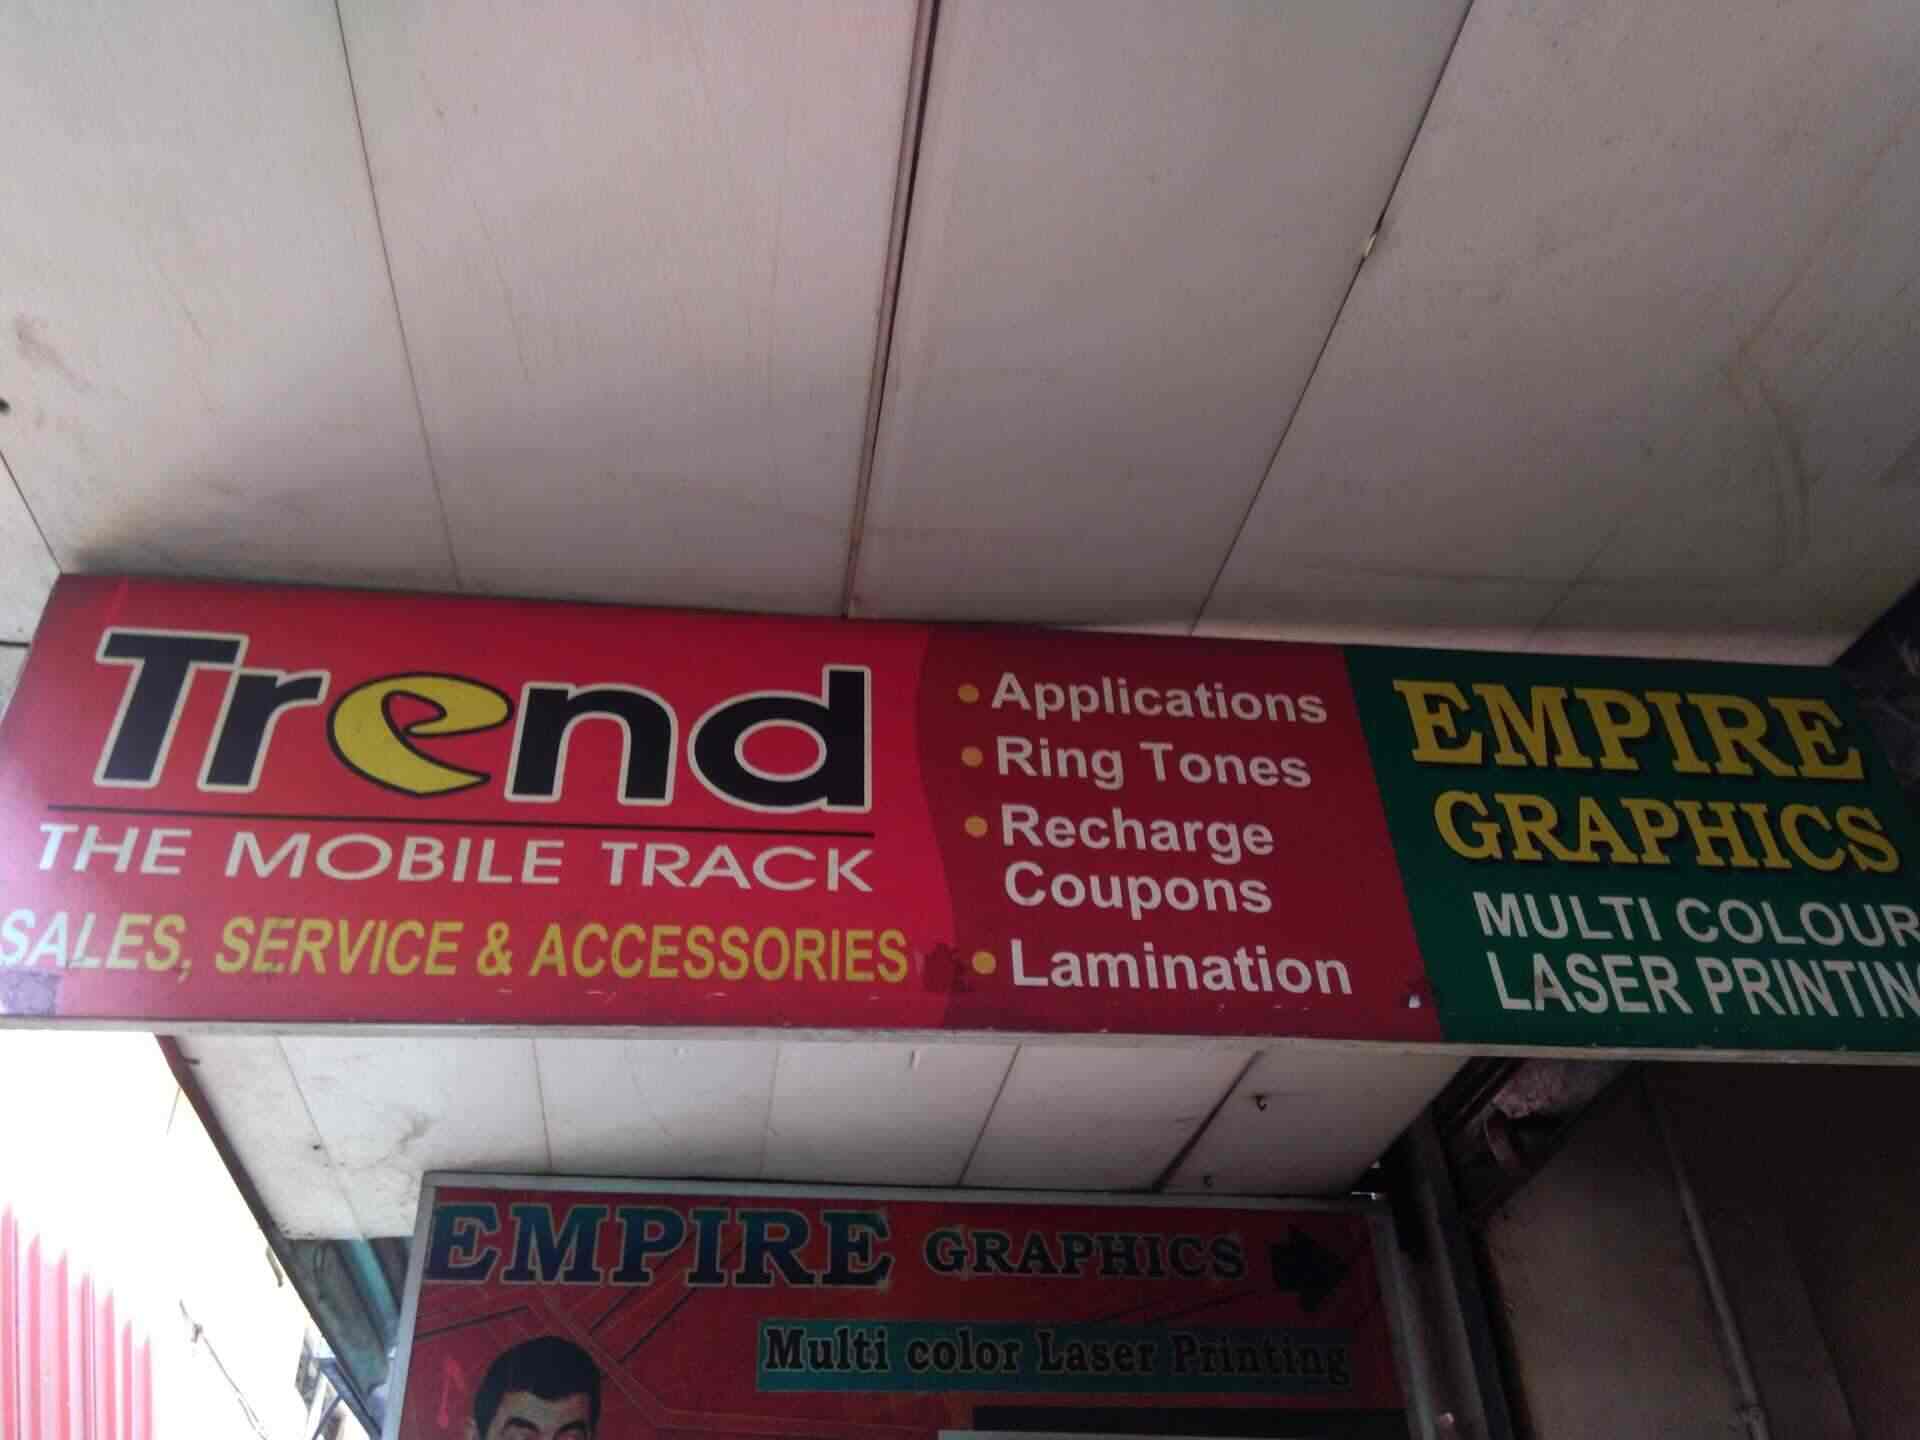 Trend
THE MOBILE TRACK
SALES, SERVICE & ACCESSORIES
• Applications
• Ring Tones
• Recharge
Coupons
• Lamination
EMPIRE
GRAPHICS
MULTI COLOUR
LASER PRINTING
EMPIRE GRAPHICS
Multi color Laser Printing